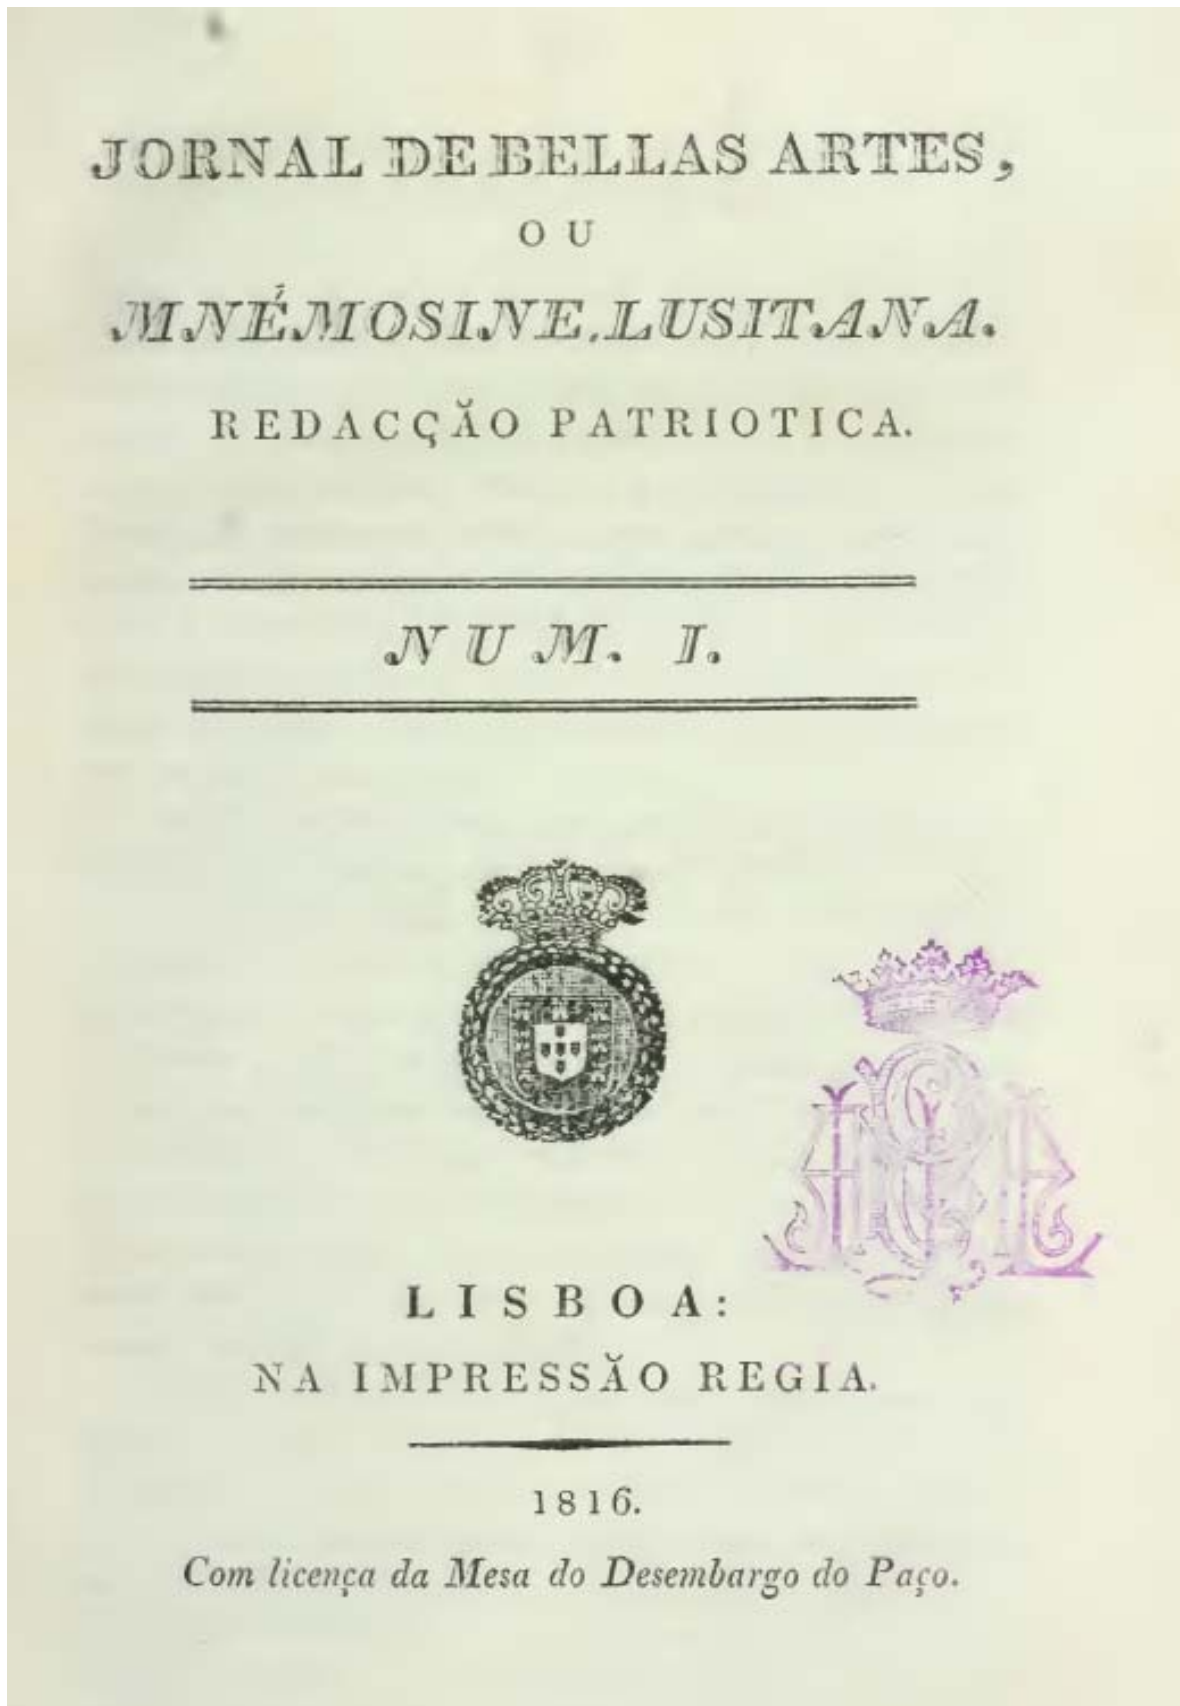 JORNAL DE BELLAS ARTES,
OU
MNÉMOSINE LUSITANA.
REDACÇÃO PATRIOTICA.
NUM. I.
LISBOA:
NA IMPRESSÃO REGIA.
1816.
Com licença da Mesa do Desembargo do Paço.